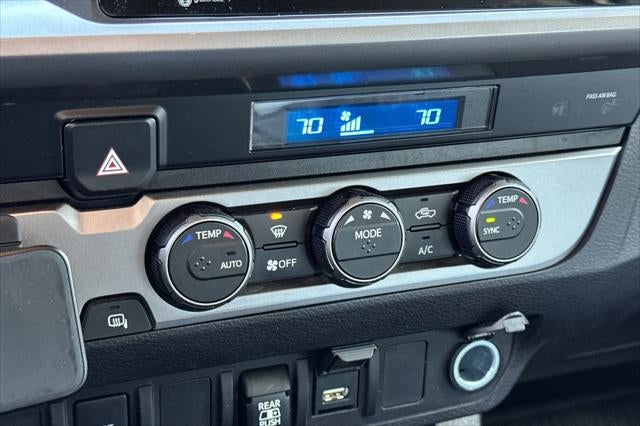 70
70
PASS AIR BAG
TEMP
AUTO
OFF
MODE
A/C
TEMP
SYNC
REAR
PUSH